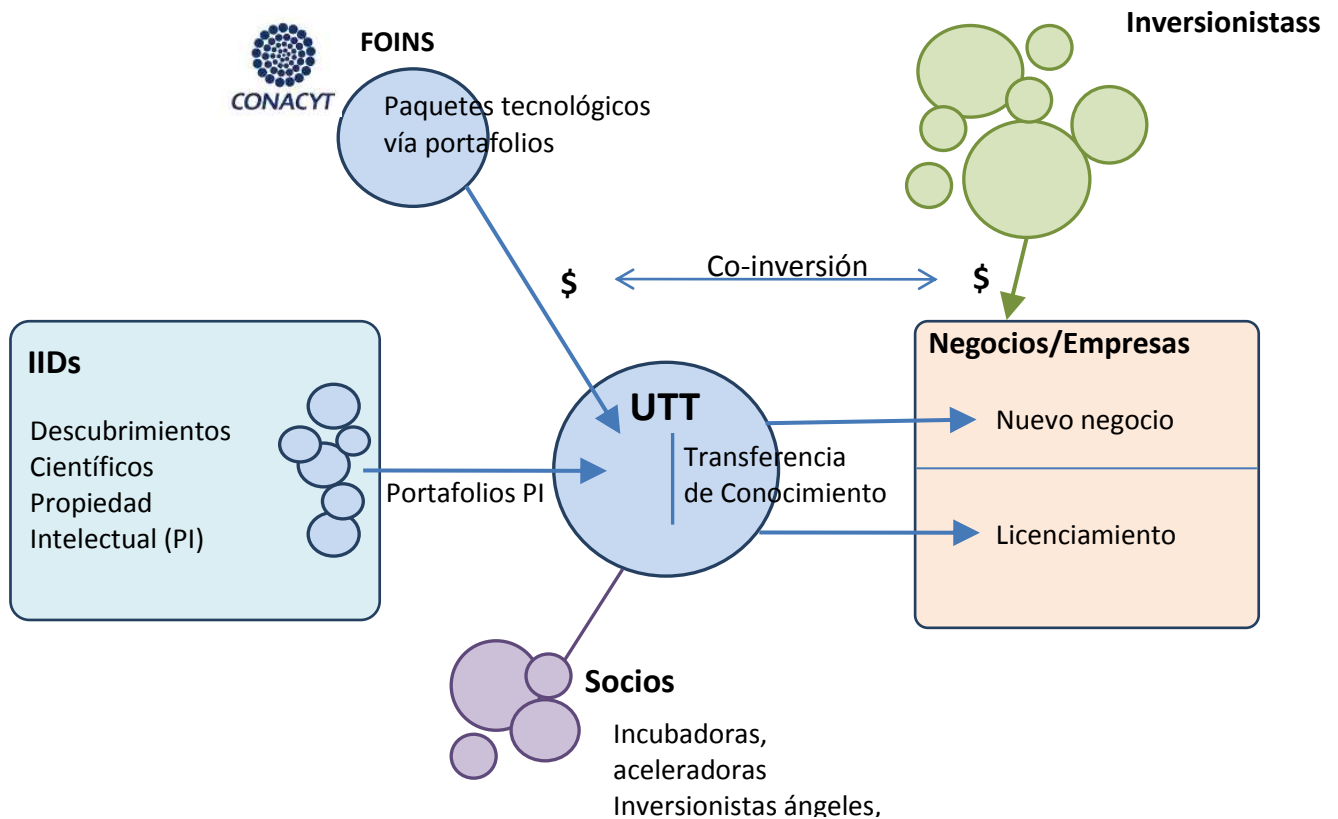 Inversionistass
FOINS
CONACYT
Paquetes tecnológicos
vía portafolios
$
Co-inversión
$
IIDs
Descubrimientos
Científicos
Propiedad
Intelectual (PI)
Portafolios PI
UTT
Transferencia
de Conocimiento
Negocios/Empresas
Nuevo negocio
Licenciamiento
Socios
Incubadoras,
aceleradoras
Inversionistas ángeles,